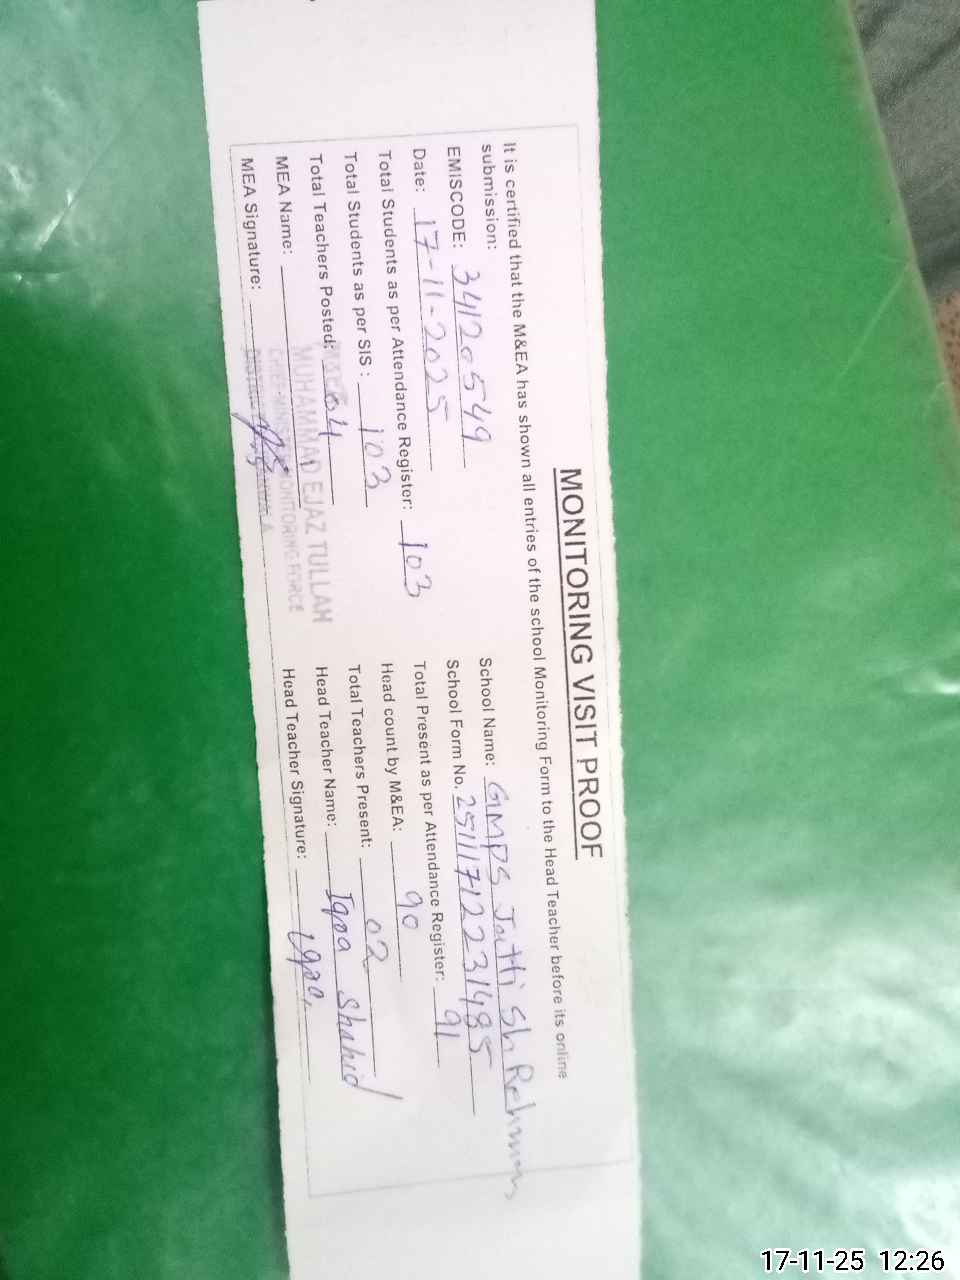 MONITORING VISIT PROOF
It is certified that the M&EA has shown all entries of the school Monitoring Form to the Head Teacher before its online
submission:
School Name: GMPS Jathi Sh Rehman
EMISCODE: 34120549
School Form No. 25111712231485
Date: 17-11-2025
Total Present as per Attendance Register: 91
Total Students as per Attendance Register: 103
Head count by M&EA: 90
Total Students as per SIS : 103
Total Teachers Present: 02
Total Teachers Posted: 04
Head Teacher Name: Iqra Shahid
MEA Name:
MUHAMMAD EJAZ TULLAH
Head Teacher Signature: Iqra
MEA Signature:
MONITORING FORCE
17-11-25 12:26